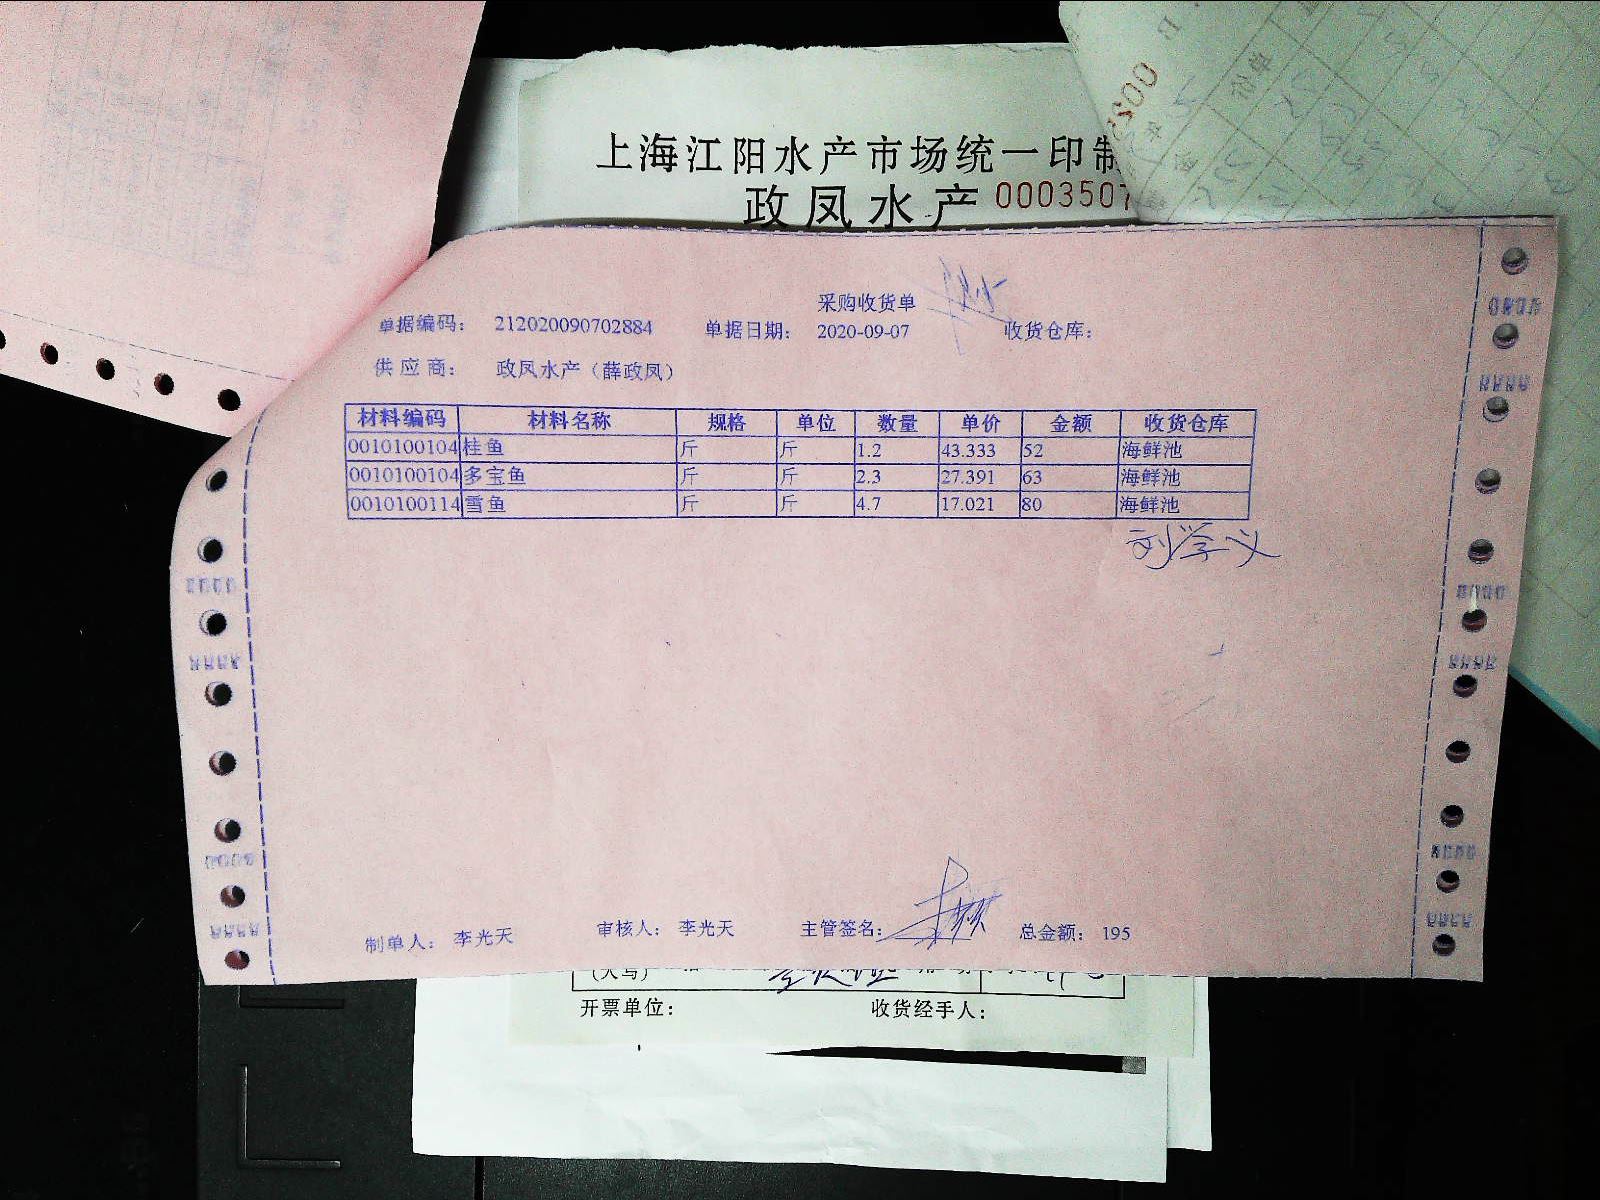 上海江阳水产市场统一印制
政凤水产 0003507
采购收货单
单据编码： 212020090702884 单据日期： 2020-09-07 收货仓库：
供应商： 政凤水产（薛政凤）
材料编码 材料名称 规格 单位 数量 单价 金额 收货仓库
0010100104 桂鱼 斤 斤 1.2 43.333 52 海鲜池
0010100104 多宝鱼 斤 斤 2.3 27.391 63 海鲜池
0010100114 雪鱼 斤 斤 4.7 17.021 80 海鲜池
刘学义
制单人： 李光天 审核人： 李光天 主管签名： 总金额： 195
(大写)
开票单位： 收货经手人：